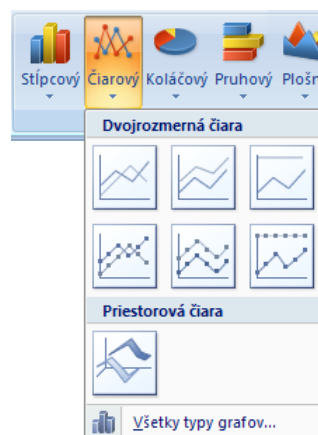 Stĺpcový Čiarový Koláčový Pruhový Plošn
Dvojrozmerná čiara
Priestorová čiara
Všetky typy grafov...